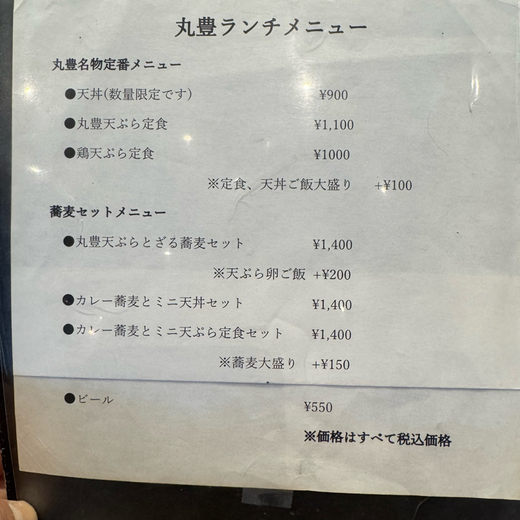 丸豊ランチメニュー
丸豊名物定番メニュー
●天丼(数量限定です) ¥900
●丸豊天ぷら定食 ¥1,100
●鶏天ぷら定食 ¥1000
※定食、天丼ご飯大盛り +¥100
蕎麦セットメニュー
●丸豊天ぷらとざる蕎麦セット ¥1,400
※天ぷら卵ご飯 +¥200
●カレー蕎麦とミニ天丼セット ¥1,400
●カレー蕎麦とミニ天ぷら定食セット ¥1,400
※蕎麦大盛り +¥150
●ビール ¥550
※価格はすべて税込価格